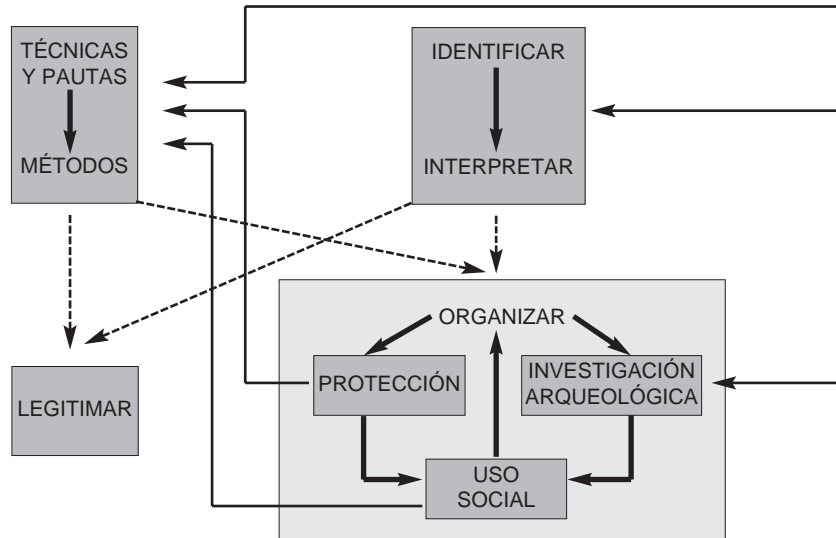 TÉCNICAS
Y PAUTAS
MÉTODOS
IDENTIFICAR
INTERPRETAR
LEGITIMAR
ORGANIZAR
PROTECCIÓN
INVESTIGACIÓN
ARQUEOLÓGICA
USO
SOCIAL